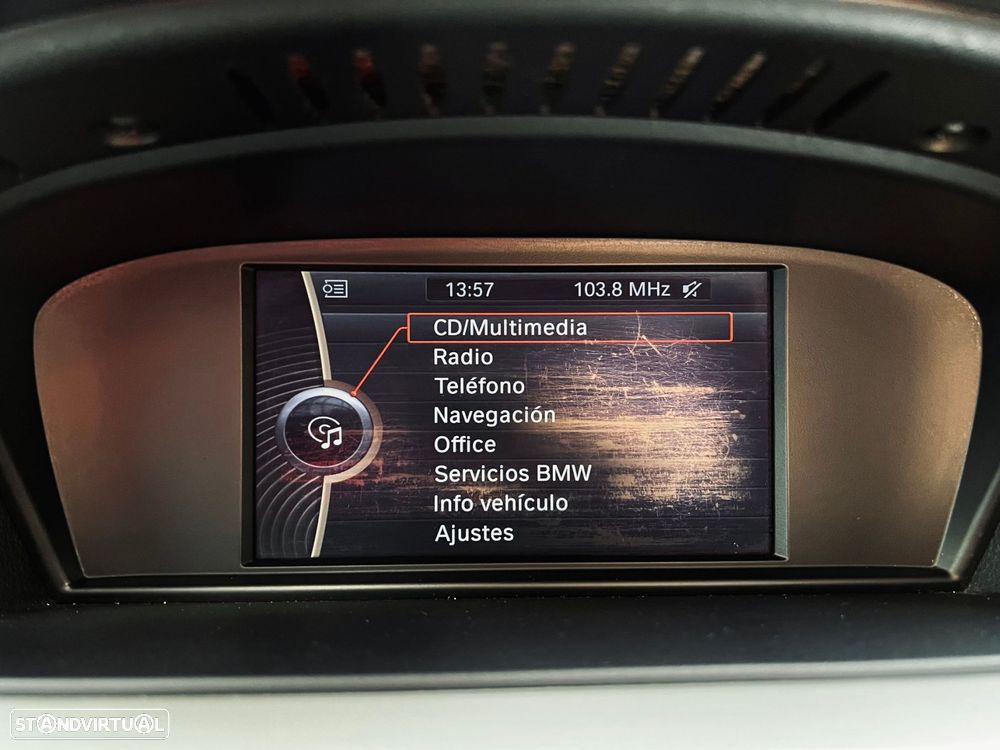 13:57 103.8 MHz
CD/Multimedia
Radio
Teléfono
Navegación
Office
Servicios BMW
Info vehículo
Ajustes
STANDVIRTUAL